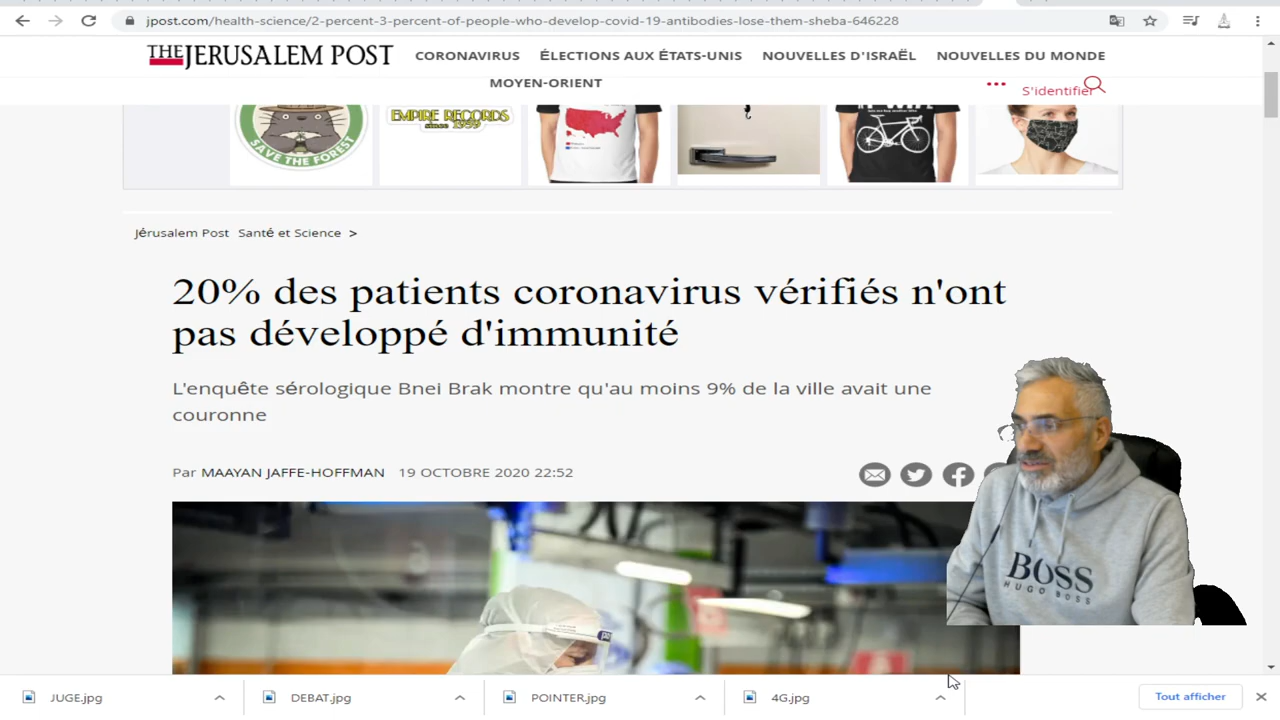 jpost.com/health-science/2-percent-3-percent-of-people-who-develop-covid-19-antibodies-lose-them-sheba-646228
THE JERUSALEM POST
CORONAVIRUS ÉLECTIONS AUX ÉTATS-UNIS NOUVELLES D'ISRAËL NOUVELLES DU MONDE
MOYEN-ORIENT
S'identifier
SAVE THE FOREST
EMPIRE RECORDS
since 1959
Jérusalem Post Santé et Science >
20% des patients coronavirus vérifiés n'ont
pas développé d'immunité
L'enquête sérologique Bnei Brak montre qu'au moins 9% de la ville avait une
couronne
Par MAAYAN JAFFE-HOFFMAN 19 OCTOBRE 2020 22:52
BOSS
HUGO BOSS
JUGE.jpg DEBAT.jpg POINTER.jpg 4G.jpg Tout afficher